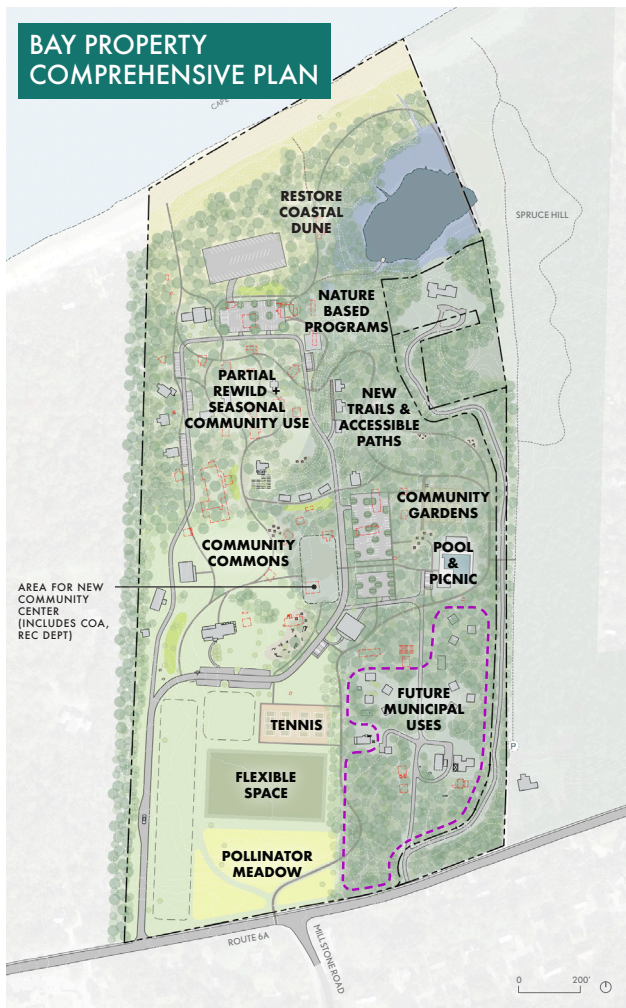 BAY PROPERTY
COMPREHENSIVE PLAN
CAPE
RESTORE
COASTAL
DUNE
SPRUCE HILL
NATURE
BASED
PROGRAMS
PARTIAL
REWILD +
SEASONAL
COMMUNITY USE
NEW
TRAILS &
ACCESSIBLE
PATHS
COMMUNITY
GARDENS
COMMUNITY
COMMONS
POOL
&
PICNIC
AREA FOR NEW
COMMUNITY
CENTER
(INCLUDES COA,
REC DEPT)
FUTURE
MUNICIPAL
USES
TENNIS
P
FLEXIBLE
SPACE
POLLINATOR
MEADOW
ROUTE 6A
MILLSTONE ROAD
0 200'